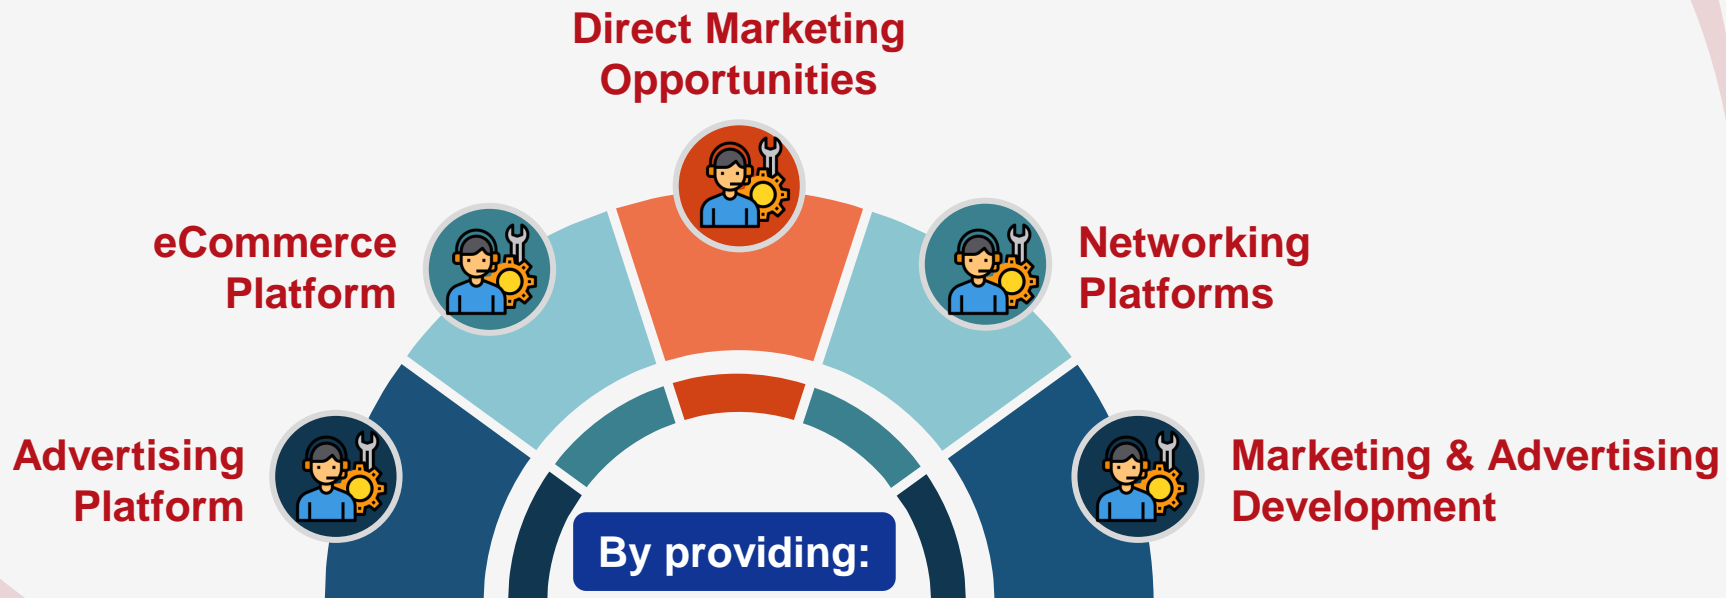 Direct Marketing
Opportunities
eCommerce
Platform
Networking
Platforms
Advertising
Platform
Marketing & Advertising
Development
By providing: